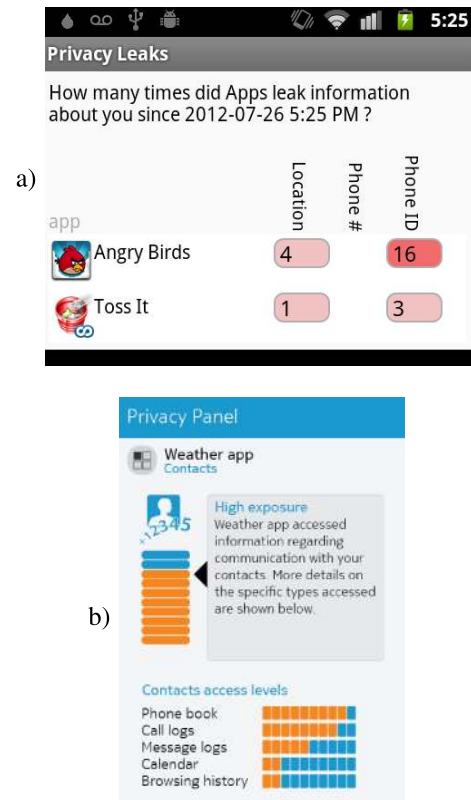 5:25
Privacy Leaks
How many times did Apps leak information
about you since 2012-07-26 5:25 PM ?
a)
app
Location
Phone #
Phone ID
Angry Birds
4
16
Toss It
1
3
Privacy Panel
Weather app
Contacts
x12345
High exposure
Weather app accessed
information regarding
communication with your
contacts. More details on
the specific types accessed
are shown below.
b)
Contacts access levels
Phone book
Call logs
Message logs
Calendar
Browsing history